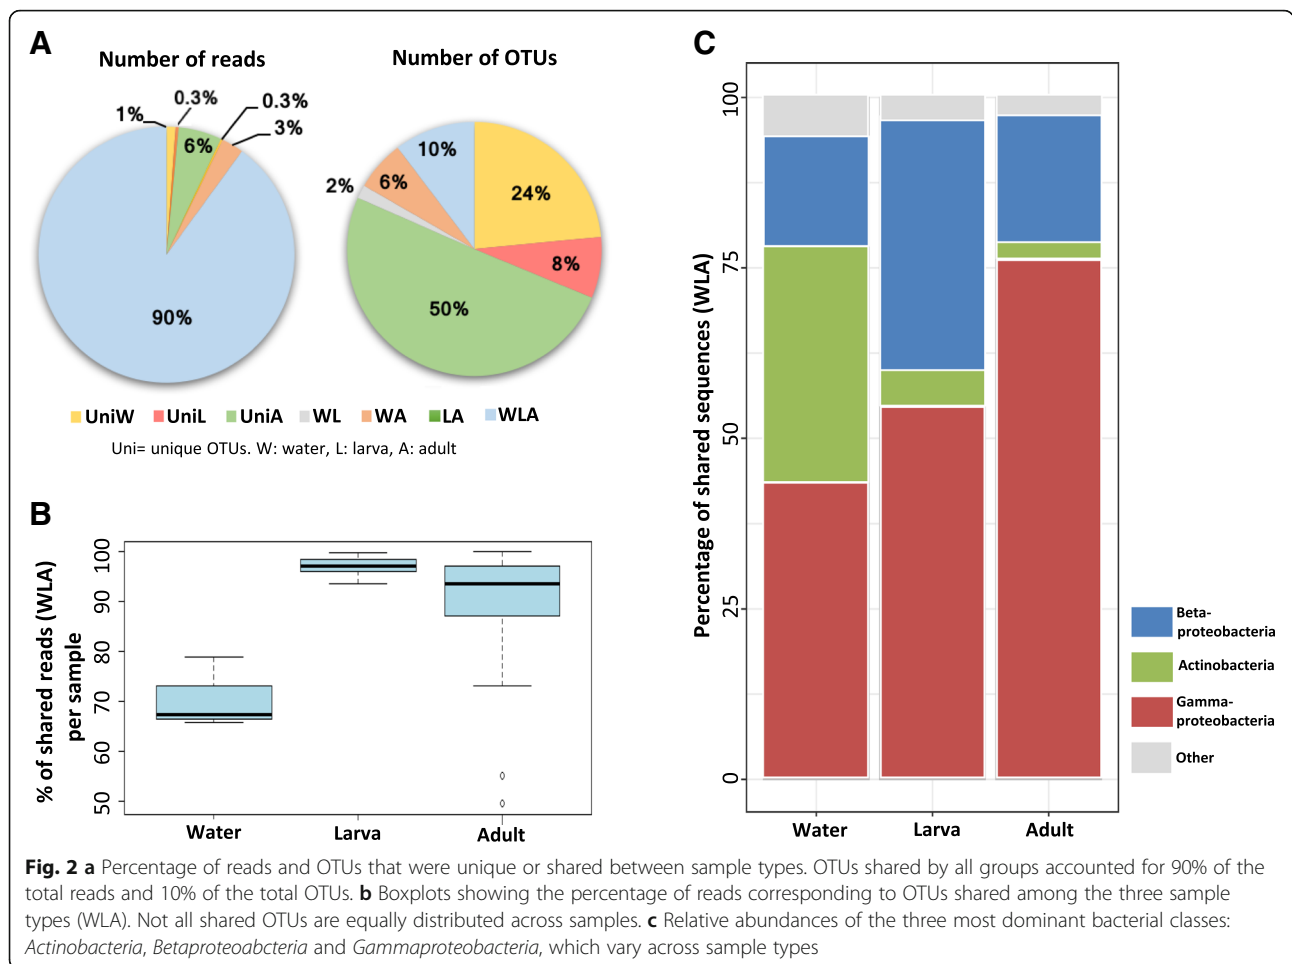 A
Number of reads
1%
0.3%
6%
0.3%
3%
90%
Number of OTUs
10%
24%
6%
2%
8%
50%
UniW UniL UniA WL WA LA WLA
Uni= unique OTUs. W: water, L: larva, A: adult
B
% of shared reads (WLA)
per sample
100
90
80
70
60
50
Water Larva Adult
C
Percentage of shared sequences (WLA)
100
75
50
25
0
Water Larva Adult
Beta-
proteobacteria
Actinobacteria
Gamma-
proteobacteria
Other
Fig. 2 a Percentage of reads and OTUs that were unique or shared between sample types. OTUs shared by all groups accounted for 90% of the
total reads and 10% of the total OTUs. b Boxplots showing the percentage of reads corresponding to OTUs shared among the three sample
types (WLA). Not all shared OTUs are equally distributed across samples. c Relative abundances of the three most dominant bacterial classes:
Actinobacteria, Betaproteoabcteria and Gammaproteobacteria, which vary across sample types